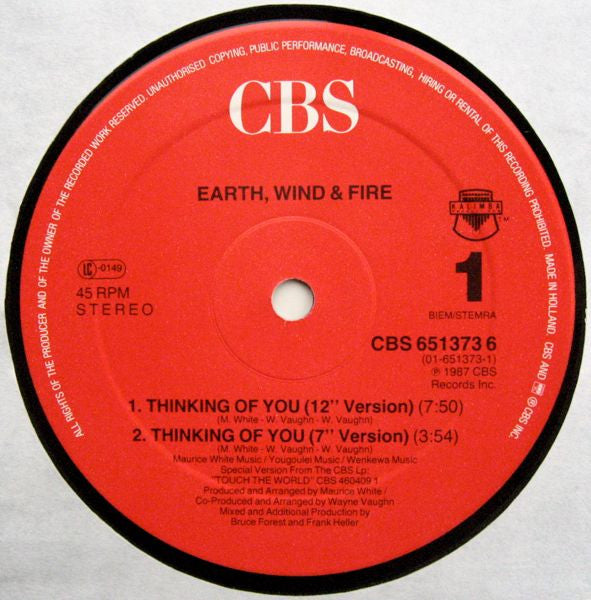 ALL RIGHTS OF THE PRODUCER AND OF THE OWNER OF THE RECORDED WORK RESERVED. UNAUTHORISED COPYING, PUBLIC PERFORMANCE, BROADCASTING, HIRING OR RENTAL OF THIS RECORDING PROHIBITED. MADE IN HOLLAND. CBS AND ® CBS INC.
CBS
EARTH, WIND & FIRE
KALIMBA
TM
LC-0149
45 RPM
STEREO
1
BIEM/STEMRA
CBS 651373 6
(01-651373-1)
℗ 1987 CBS
Records Inc.
1. THINKING OF YOU (12'' Version) (7:50)
(M. White - W. Vaughn - W. Vaughn)
2. THINKING OF YOU (7'' Version) (3:54)
(M. White - W. Vaughn - W. Vaughn)
Maurice White Music / Yougoulei Music / Wenkewa Music
Special Version From The CBS Lp:
"TOUCH THE WORLD" CBS 460409 1
Produced and Arranged by Maurice White /
Co-Produced and Arranged by Wayne Vaughn
Mixed and Additional Production by
Bruce Forest and Frank Heller